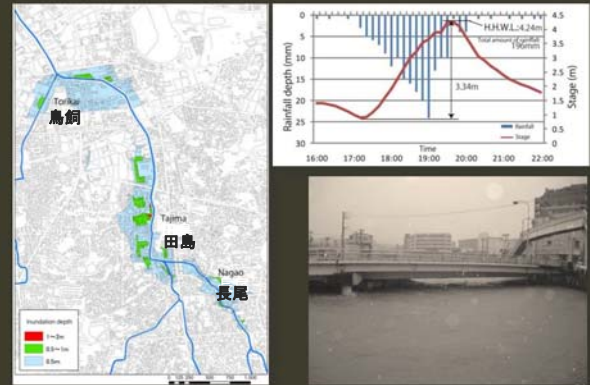 Torikai
鳥飼
Tajima
田島
Nagao
長尾
Inundation depth
1~2m
0.5~1m
0.5m
Rainfall depth (mm)
0
5
10
15
20
25
30
H.H.W.L.:4.24m
Total amount of rainfall:
196mm
3.34m
Rainfall
Stage
4.5
4
3.5
3
2.5
2
1.5
1
0.5
0
Stage (m)
16:00 17:00 18:00 19:00 20:00 21:00 22:00
Time